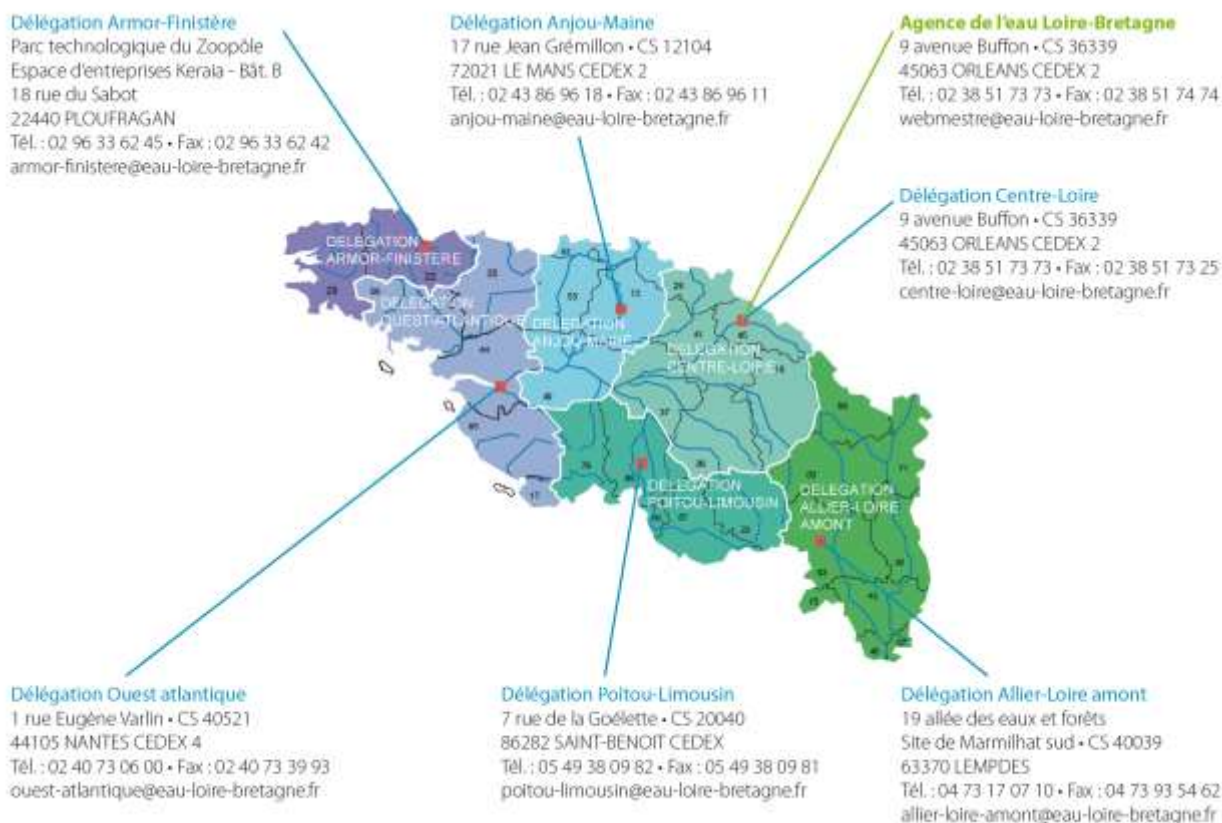 Délégation Armor-Finistère
Parc technologique du Zoopôle
Espace d'entreprises Keraia - Bât. B
18 rue du Sabot
22440 PLOUFRAGAN
Tél. : 02 96 33 62 45 • Fax : 02 96 33 62 42
armor-finistere@eau-loire-bretagne.fr
Délégation Anjou-Maine
17 rue Jean Grémillon • CS 12104
72021 LE MANS CEDEX 2
Tél. : 02 43 86 96 18 • Fax : 02 43 86 96 11
anjou-maine@eau-loire-bretagne.fr
Agence de l'eau Loire-Bretagne
9 avenue Buffon • CS 36339
45063 ORLEANS CEDEX 2
Tél. : 02 38 51 73 73 • Fax : 02 38 51 74 74
webmestre@eau-loire-bretagne.fr
Délégation Centre-Loire
9 avenue Buffon • CS 36339
45063 ORLEANS CEDEX 2
Tél. : 02 38 51 73 73 • Fax : 02 38 51 73 25
centre-loire@eau-loire-bretagne.fr
DELEGATION
ARMOR-FINISTERE
DELEGATION
OUEST-ATLANTIQUE
DELEGATION
ANJOU-MAINE
DELEGATION
CENTRE-LOIRE
DELEGATION
POITOU-LIMOUSIN
DELEGATION
ALLIER-LOIRE
AMONT
Délégation Ouest atlantique
1 rue Eugène Varlin • CS 40521
44105 NANTES CEDEX 4
Tél. : 02 40 73 06 00 • Fax : 02 40 73 39 93
ouest-atlantique@eau-loire-bretagne.fr
Délégation Poitou-Limousin
7 rue de la Goélette • CS 20040
86282 SAINT-BENOIT CEDEX
Tél. : 05 49 38 09 82 • Fax : 05 49 38 09 81
poitou-limousin@eau-loire-bretagne.fr
Délégation Allier-Loire amont
19 allée des eaux et forêts
Site de Marmilhat sud • CS 40039
63370 LEMPDES
Tél. : 04 73 17 07 10 • Fax : 04 73 93 54 62
allier-loire-amont@eau-loire-bretagne.fr